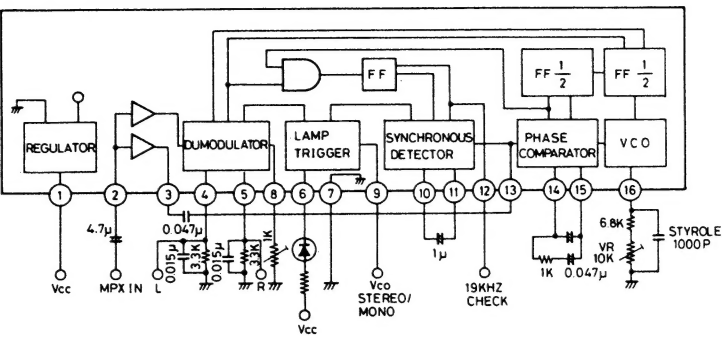 FF 1/2
FF 1/2
FF
REGULATOR
DUMODULATOR
LAMP
TRIGGER
SYNCHRONOUS
DETECTOR
PHASE
COMPARATOR
VCO
1 2 3 4 5 8 6 7 9 10 11 12 13 14 15 16
4.7μ
0.047μ
0.015μ
3.3K
0.015μ
3.3K
1K
1μ
1K
0.047μ
6.8K
VR
10K
STYROLE
1000P
Vcc
MPX IN
L
R
Vcc
Vco
STEREO/
MONO
19KHZ
CHECK